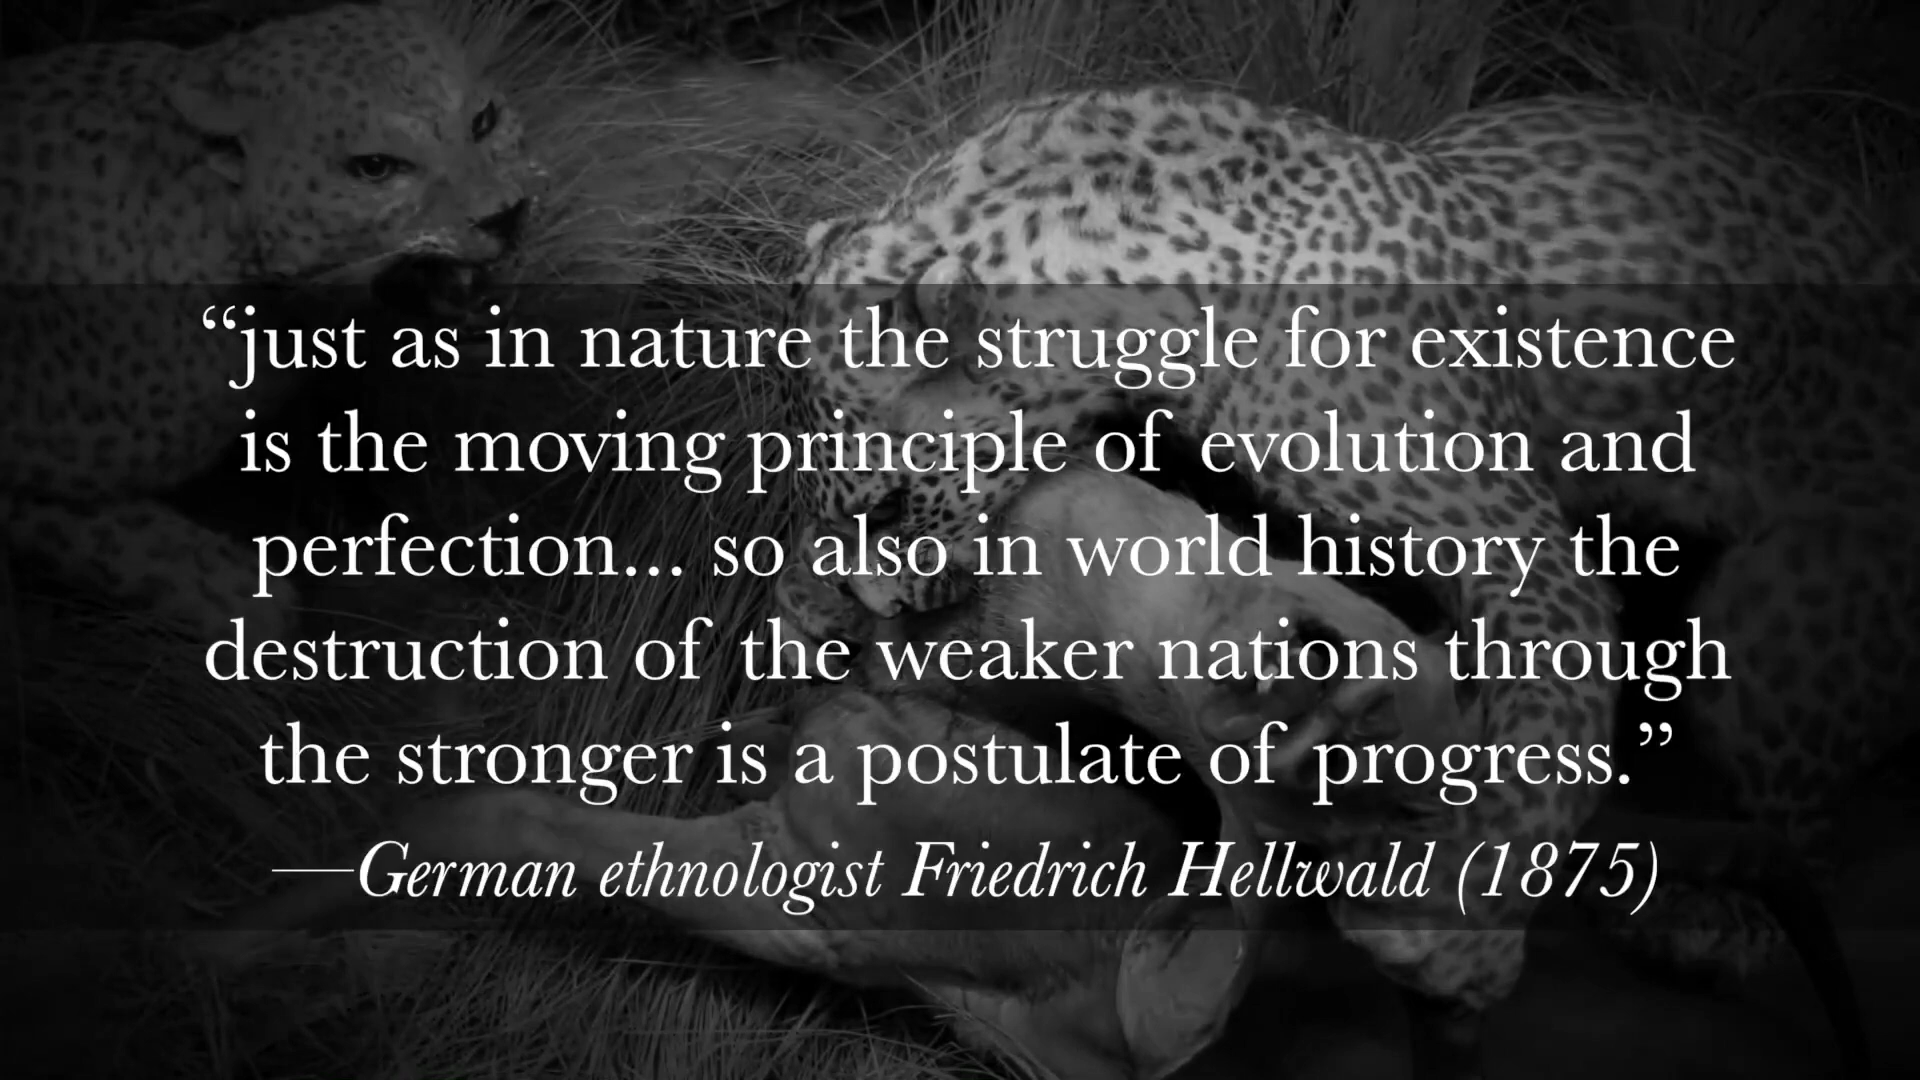 “just as in nature the struggle for existence
is the moving principle of evolution and
perfection... so also in world history the
destruction of the weaker nations through
the stronger is a postulate of progress.”
—German ethnologist Friedrich Hellwald (1875)